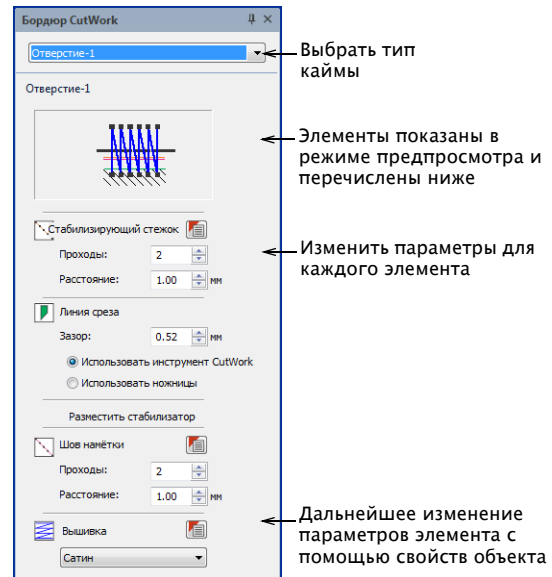 Бордюр CutWork
Отверстие-1
Выбрать тип
каймы
Отверстие-1
Элементы показаны в
режиме предпросмотра и
перечислены ниже
Стабилизирующий стежок
Проходы: 2
Расстояние: 1.00 мм
Изменить параметры для
каждого элемента
Линия среза
Зазор: 0.52 мм
Использовать инструмент CutWork
Использовать ножницы
Разместить стабилизатор
Шов намётки
Проходы: 2
Расстояние: 1.00 мм
Вышивка
Сатин
Дальнейшее изменение
параметров элемента с
помощью свойств объекта